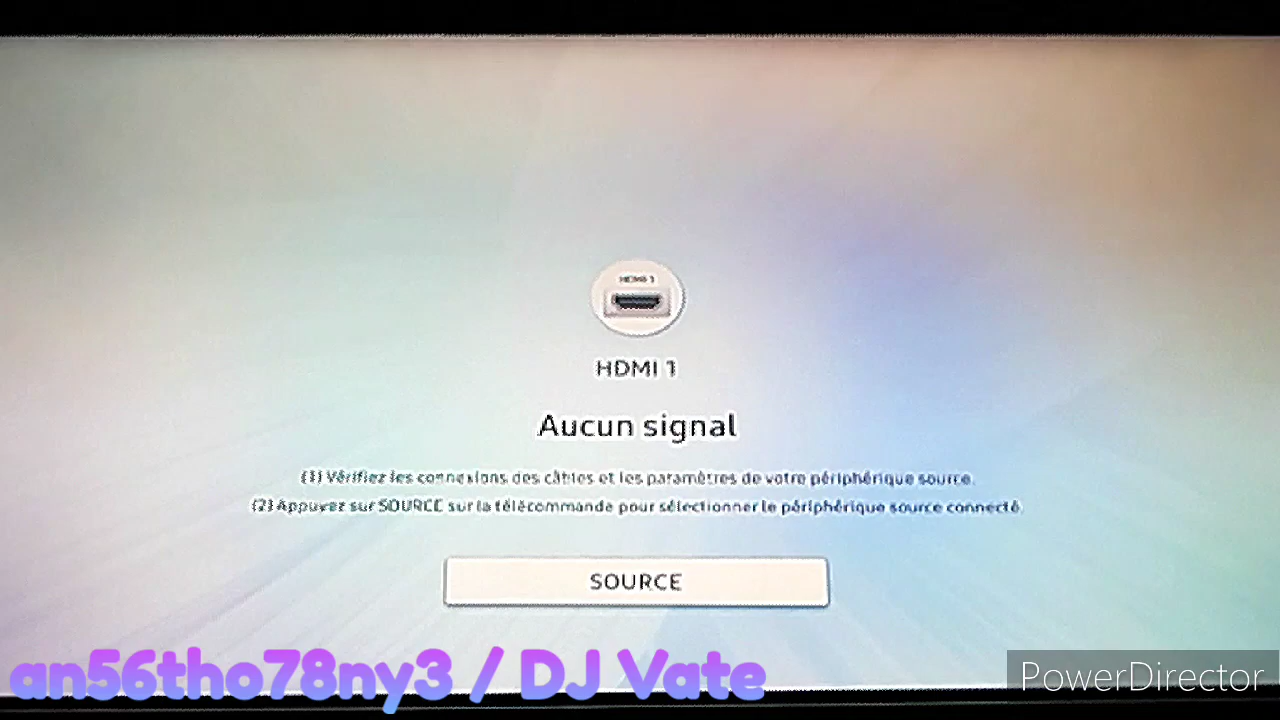 HDMI 1
HDMI 1
Aucun signal
(1) Vérifiez les connexions des câbles et les paramètres de votre périphérique source.
(2) Appuyez sur SOURCE sur la télécommande pour sélectionner le périphérique source connecté.
SOURCE
an56tho78ny3 / DJ Vate
PowerDirector